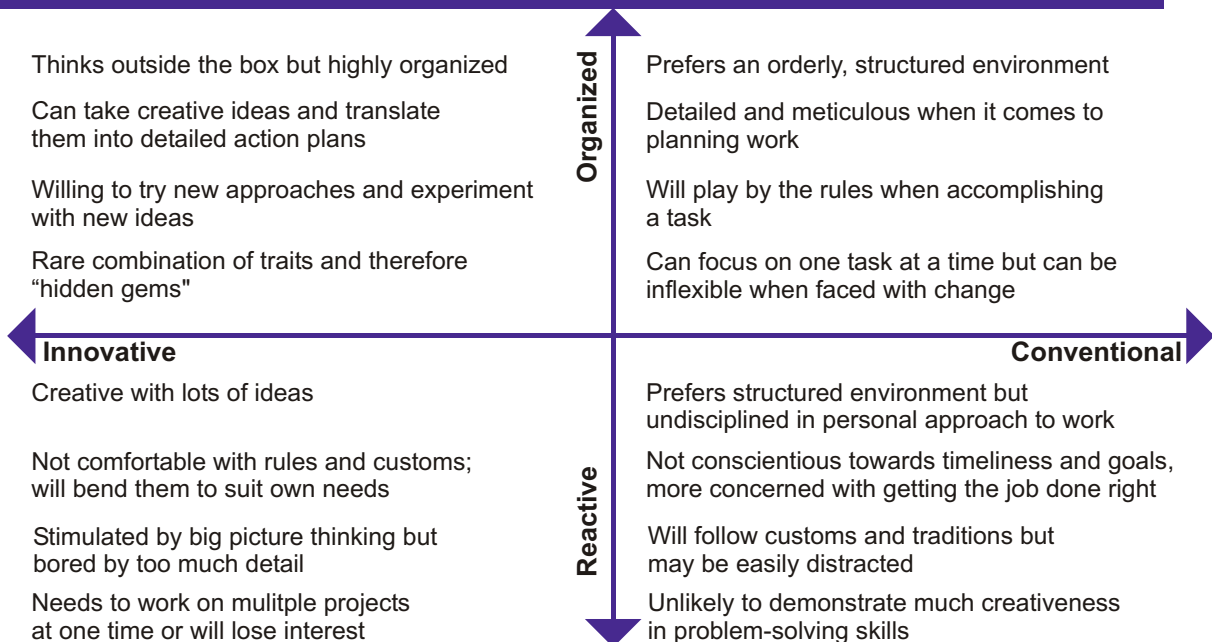 Organized
Thinks outside the box but highly organized
Can take creative ideas and translate
them into detailed action plans
Willing to try new approaches and experiment
with new ideas
Rare combination of traits and therefore
“hidden gems"
Prefers an orderly, structured environment
Detailed and meticulous when it comes to
planning work
Will play by the rules when accomplishing
a task
Can focus on one task at a time but can be
inflexible when faced with change
Innovative
Conventional
Creative with lots of ideas
Not comfortable with rules and customs;
will bend them to suit own needs
Stimulated by big picture thinking but
bored by too much detail
Needs to work on mulitple projects
at one time or will lose interest
Reactive
Prefers structured environment but
undisciplined in personal approach to work
Not conscientious towards timeliness and goals,
more concerned with getting the job done right
Will follow customs and traditions but
may be easily distracted
Unlikely to demonstrate much creativeness
in problem-solving skills